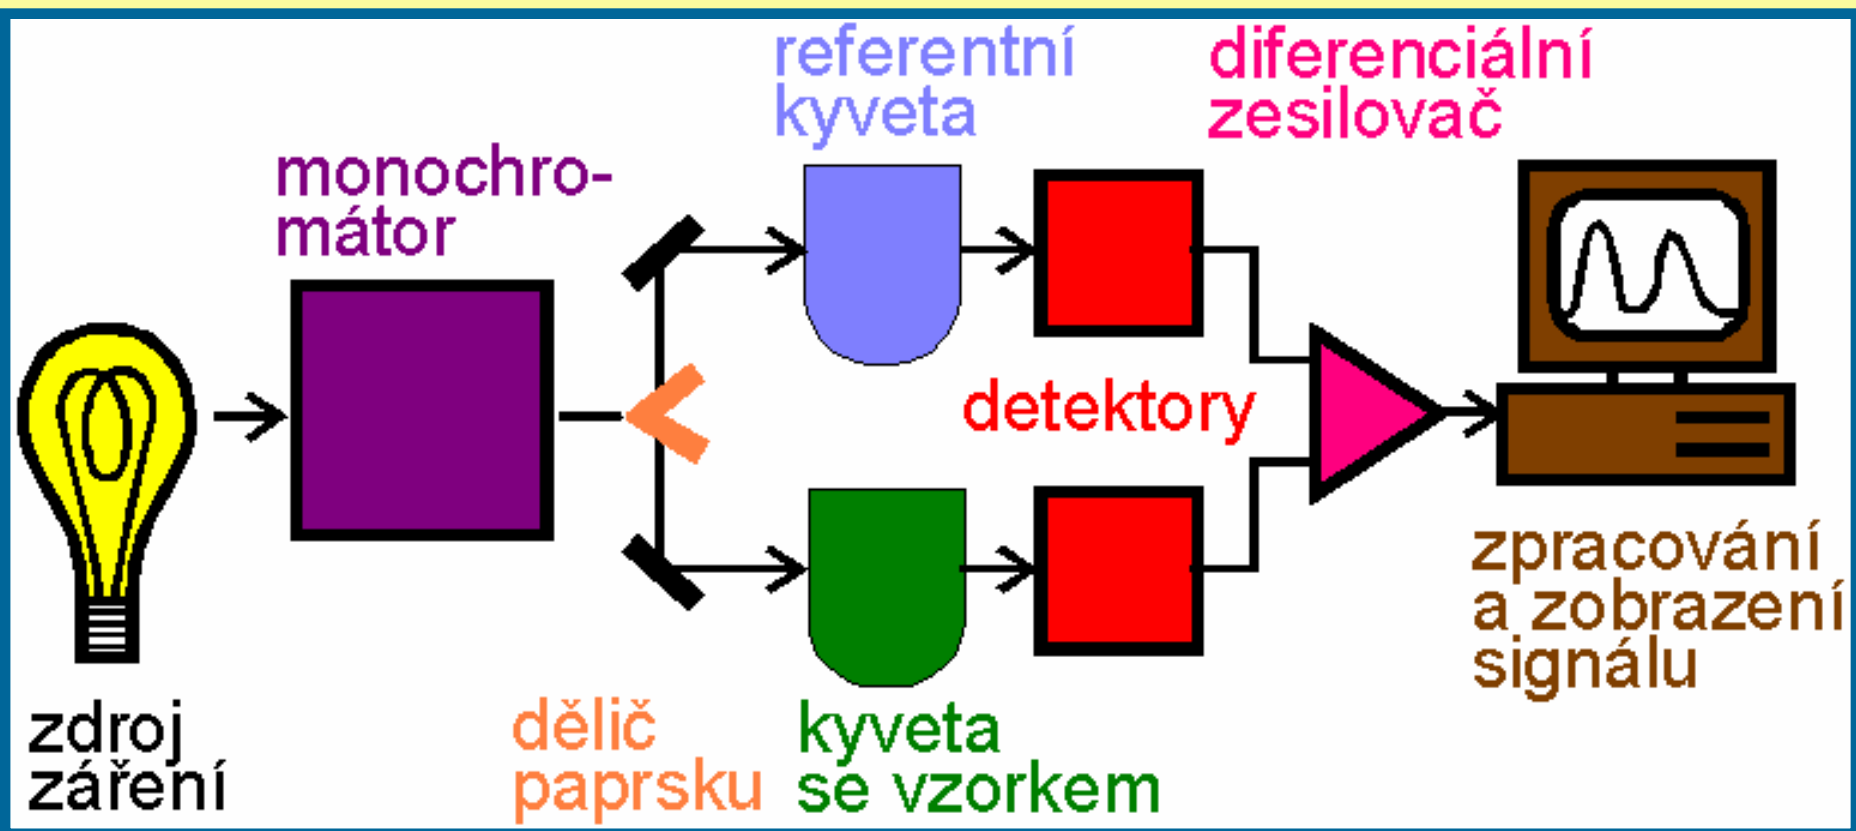 referentní
kyveta
diferenciální
zesilovač
monochro-
mátor
detektory
zpracování
a zobrazení
signálu
zdroj
záření
dělič
paprsku
kyveta
se vzorkem